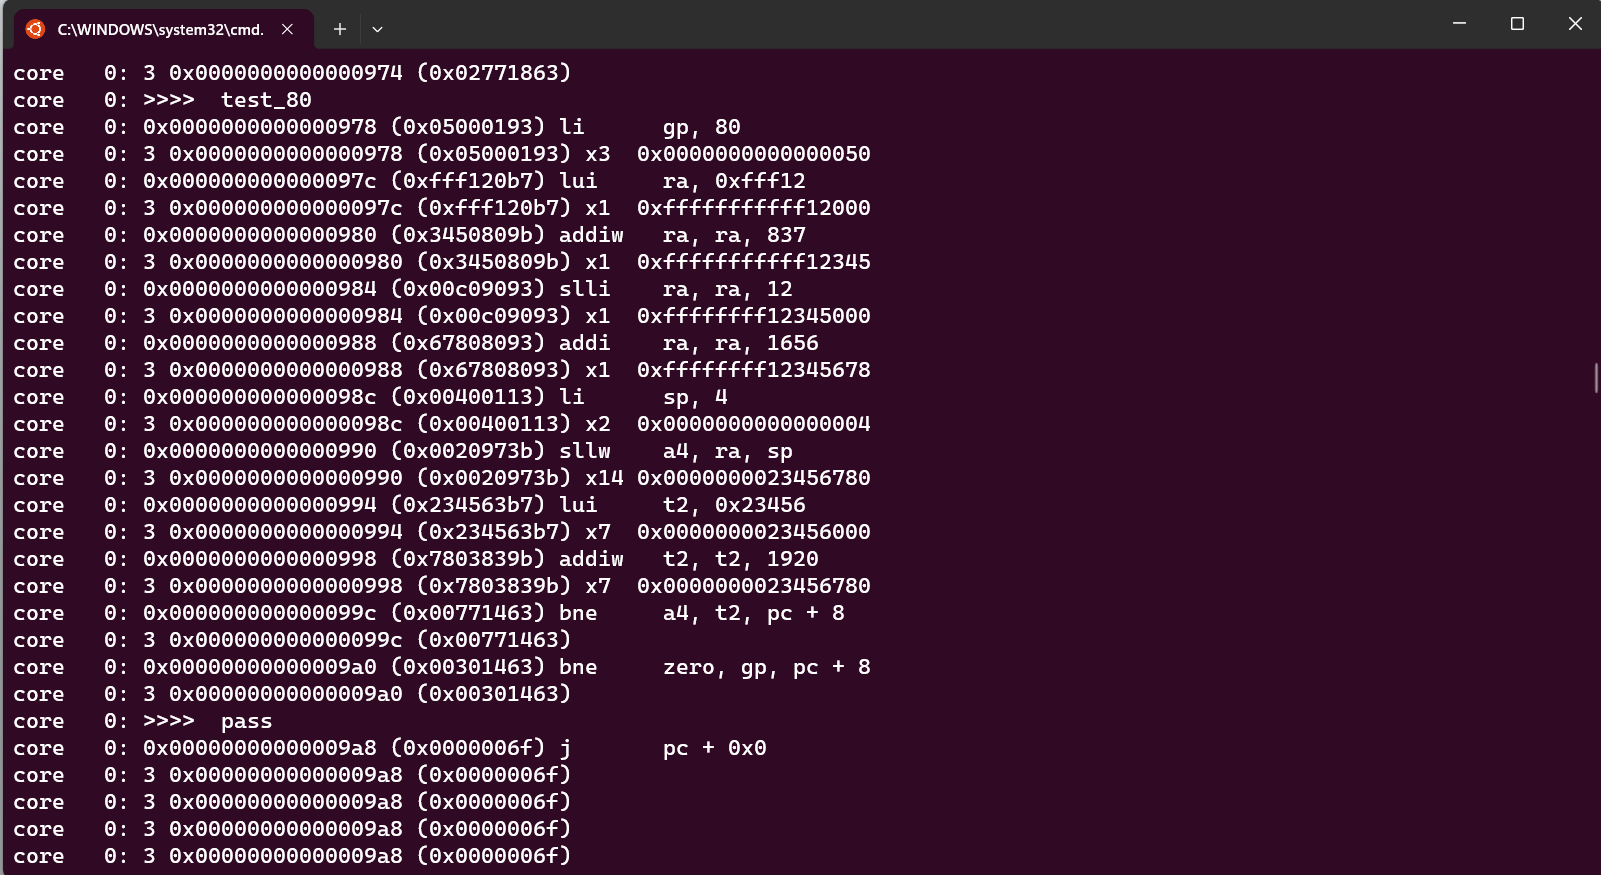 C:\WINDOWS\system32\cmd.
core   0: 3 0x0000000000000974 (0x02771863)
core   0: >>>>  test_80
core   0: 0x0000000000000978 (0x05000193) li      gp, 80
core   0: 3 0x0000000000000978 (0x05000193) x3  0x0000000000000050
core   0: 0x000000000000097c (0xfff120b7) lui     ra, 0xfff12
core   0: 3 0x000000000000097c (0xfff120b7) x1  0xfffffffffff12000
core   0: 0x0000000000000980 (0x3450809b) addiw   ra, ra, 837
core   0: 3 0x0000000000000980 (0x3450809b) x1  0xfffffffffff12345
core   0: 0x0000000000000984 (0x00c09093) slli    ra, ra, 12
core   0: 3 0x0000000000000984 (0x00c09093) x1  0xffffffff12345000
core   0: 0x0000000000000988 (0x67808093) addi    ra, ra, 1656
core   0: 3 0x0000000000000988 (0x67808093) x1  0xffffffff12345678
core   0: 0x000000000000098c (0x00400113) li      sp, 4
core   0: 3 0x000000000000098c (0x00400113) x2  0x0000000000000004
core   0: 0x0000000000000990 (0x0020973b) sllw    a4, ra, sp
core   0: 3 0x0000000000000990 (0x0020973b) x14 0x0000000023456780
core   0: 0x0000000000000994 (0x234563b7) lui     t2, 0x23456
core   0: 3 0x0000000000000994 (0x234563b7) x7  0x0000000023456000
core   0: 0x0000000000000998 (0x7803839b) addiw   t2, t2, 1920
core   0: 3 0x0000000000000998 (0x7803839b) x7  0x0000000023456780
core   0: 0x000000000000099c (0x00771463) bne     a4, t2, pc + 8
core   0: 3 0x000000000000099c (0x00771463)
core   0: 0x00000000000009a0 (0x00301463) bne     zero, gp, pc + 8
core   0: 3 0x00000000000009a0 (0x00301463)
core   0: >>>>  pass
core   0: 0x00000000000009a8 (0x0000006f) j       pc + 0x0
core   0: 3 0x00000000000009a8 (0x0000006f)
core   0: 3 0x00000000000009a8 (0x0000006f)
core   0: 3 0x00000000000009a8 (0x0000006f)
core   0: 3 0x00000000000009a8 (0x0000006f)